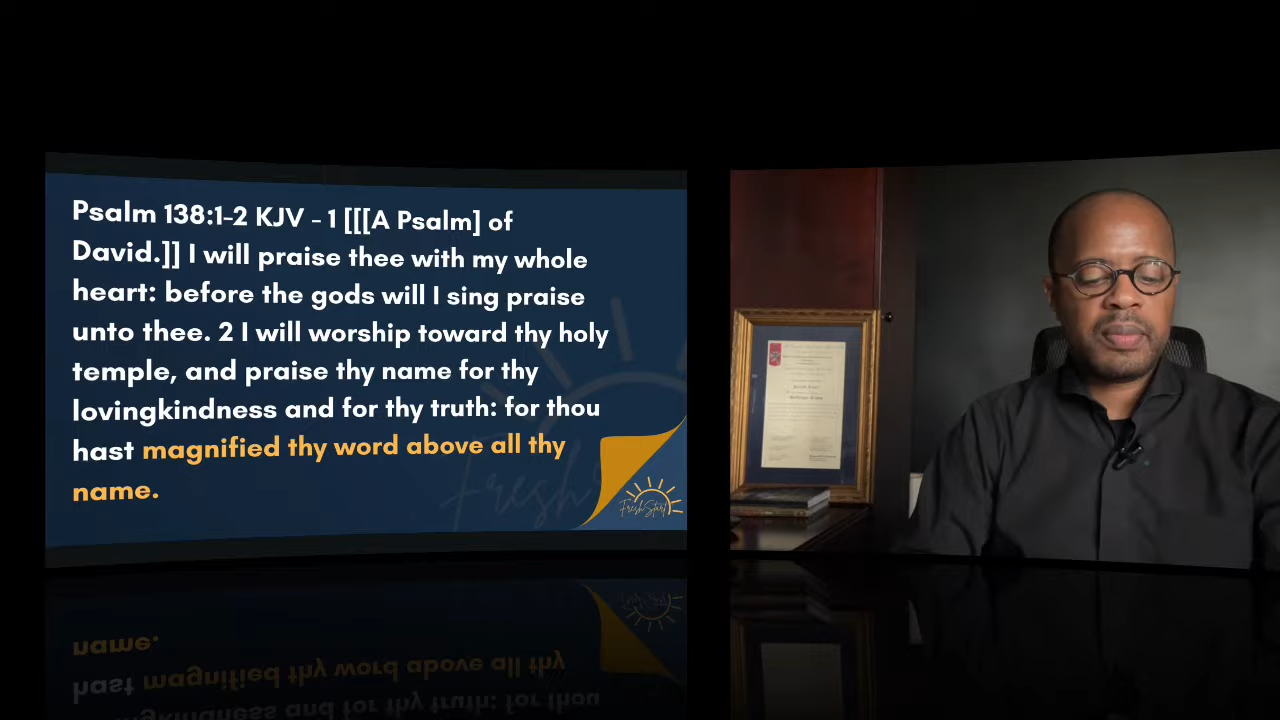 Psalm 138:1-2 KJV - 1 [[[A Psalm] of
David.]] I will praise thee with my whole
heart: before the gods will I sing praise
unto thee. 2 I will worship toward thy holy
temple, and praise thy name for thy
lovingkindness and for thy truth: for thou
hast magnified thy word above all thy
name.
FreshStart